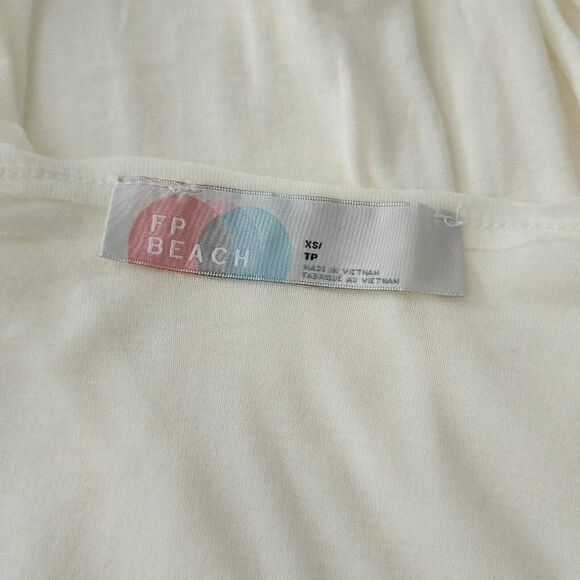 FP
BEACH
XS/
TP
MADE IN VIETNAM
FABRIQUE AU VIETNAM